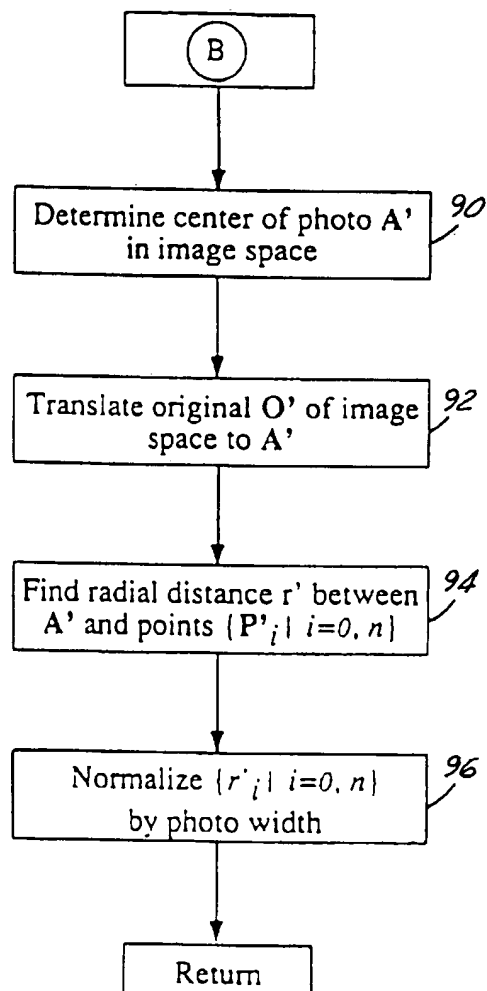 B
Determine center of photo A'
in image space
90
Translate original O' of image
space to A'
92
Find radial distance r' between
A' and points {P'i | i=0, n}
94
Normalize {r'i | i=0, n}
by photo width
96
Return